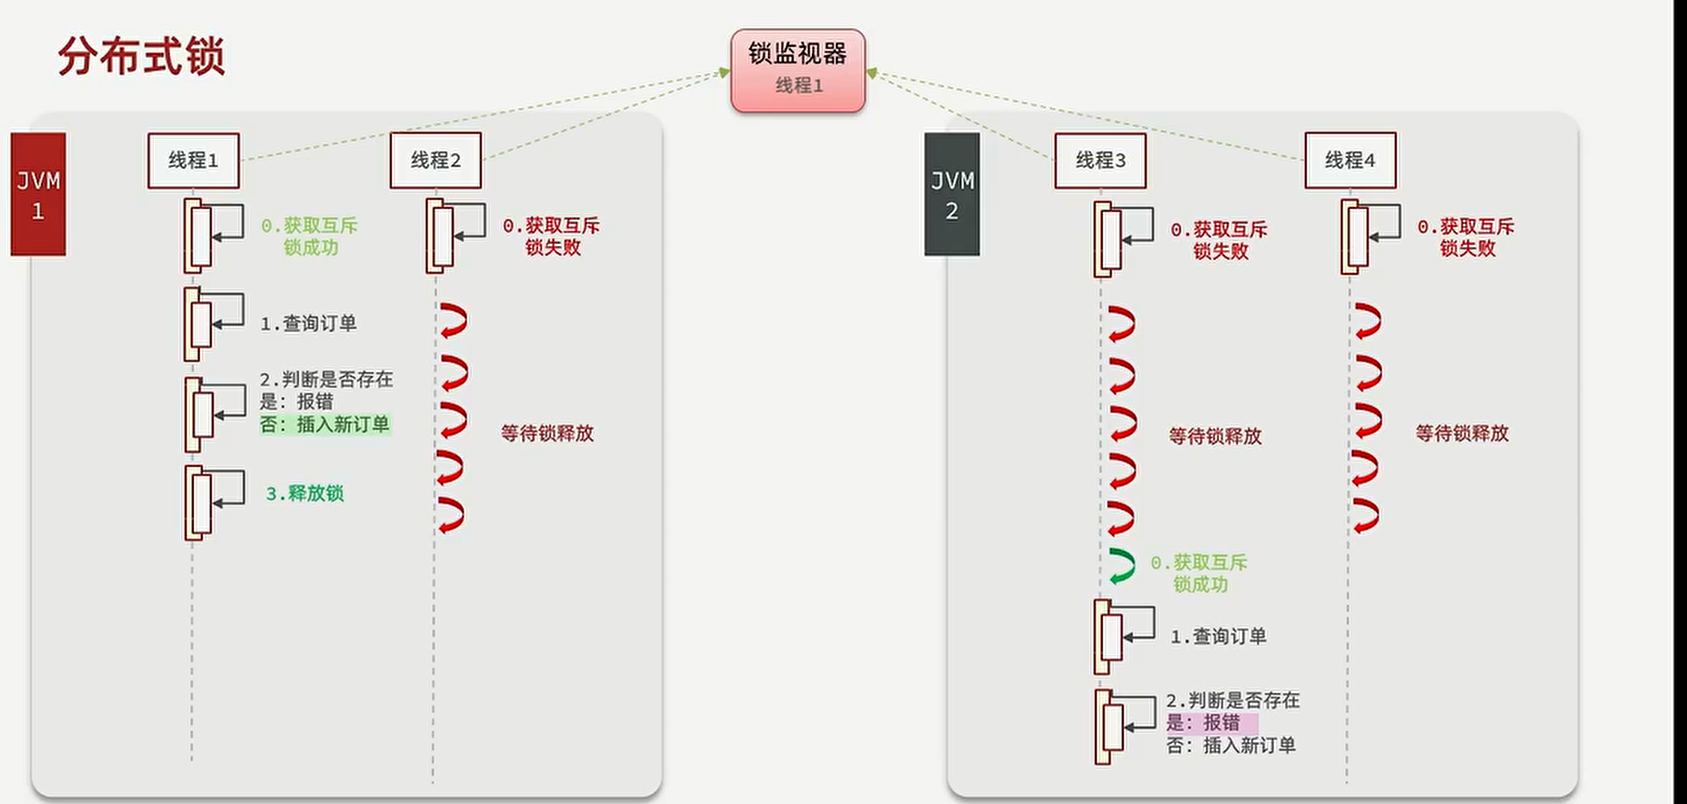 分布式锁
锁监视器
线程1
JVM
1
线程1
0.获取互斥
锁成功
1.查询订单
2.判断是否存在
是：报错
否：插入新订单
3.释放锁
线程2
0.获取互斥
锁失败
等待锁释放
JVM
2
线程3
0.获取互斥
锁失败
等待锁释放
0.获取互斥
锁成功
1.查询订单
2.判断是否存在
是：报错
否：插入新订单
线程4
0.获取互斥
锁失败
等待锁释放